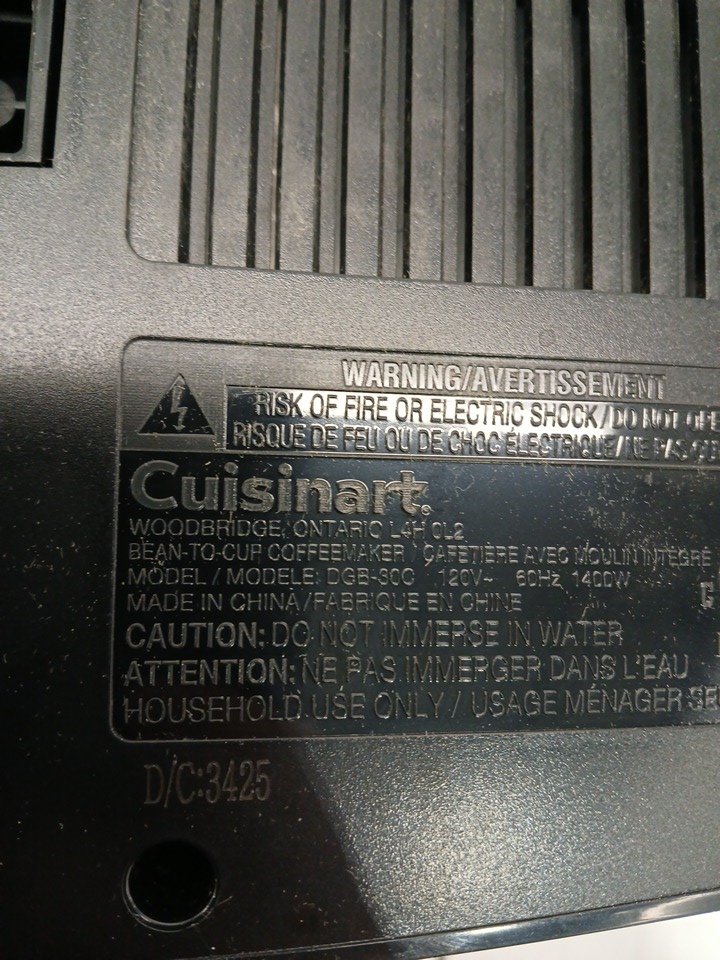 WARNING/AVERTISSEMENT
RISK OF FIRE OR ELECTRIC SHOCK/DO NOT
RISQUE DE FEU OU DE CHOC ÉLECTRIQUE/NE PAS
Cuisinart®
WOODBRIDGE, ONTARIO L4H 0L2
BEAN-TO-CUP COFFEEMAKER / CAFETIÈRE AVEC MOULIN INTÉGRÉ
MODEL / MODELE: DGB-30C 120V~ 60Hz 1400W
MADE IN CHINA/FABRIQUE EN CHINE
CAUTION: DO NOT IMMERSE IN WATER
ATTENTION: NE PAS IMMERGER DANS L'EAU
HOUSEHOLD USE ONLY / USAGE MÉNAGER
D/C:3425